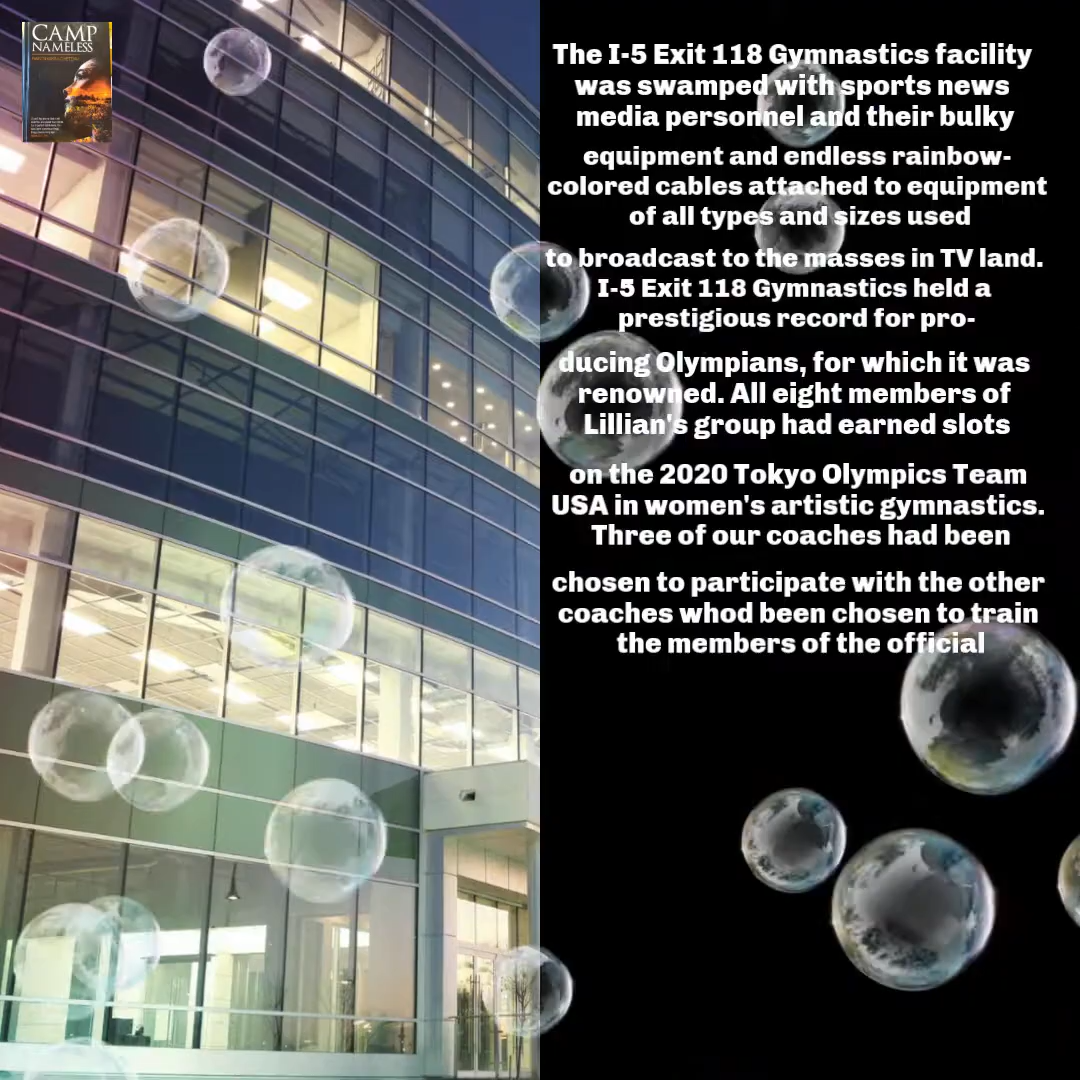 CAMP
NAMELESS
The I-5 Exit 118 Gymnastics facility
was swamped with sports news
media personnel and their bulky
equipment and endless rainbow-
colored cables attached to equipment
of all types and sizes used
to broadcast to the masses in TV land.
I-5 Exit 118 Gymnastics held a
prestigious record for pro-
ducing Olympians, for which it was
renowned. All eight members of
Lillian's group had earned slots
on the 2020 Tokyo Olympics Team
USA in women's artistic gymnastics.
Three of our coaches had been
chosen to participate with the other
coaches whod been chosen to train
the members of the official